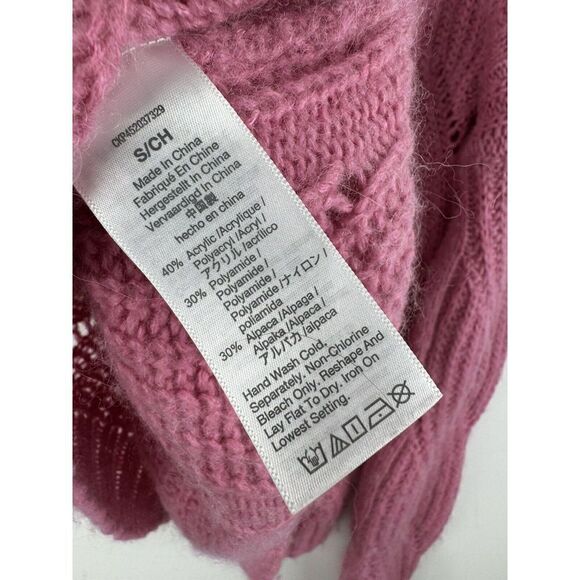 CKP452037329
S/CH
Made In China
Fabriqué En Chine
Hergestellt In China
Vervaardigd In China
中国製
hecho en china
40% Acrylic /Acrylique /
Polyacryl /Acryl /
アクリル /acrílico
30% Polyamide /
Polyamide /
Polyamide /ナイロン /
poliamida
30% Alpaca /Alpaga /
Alpaka /Alpaca /
アルパカ /alpaca
Hand Wash Cold,
Separately. Non-Chlorine
Bleach Only. Reshape And
Lay Flat To Dry. Iron On
Lowest Setting.